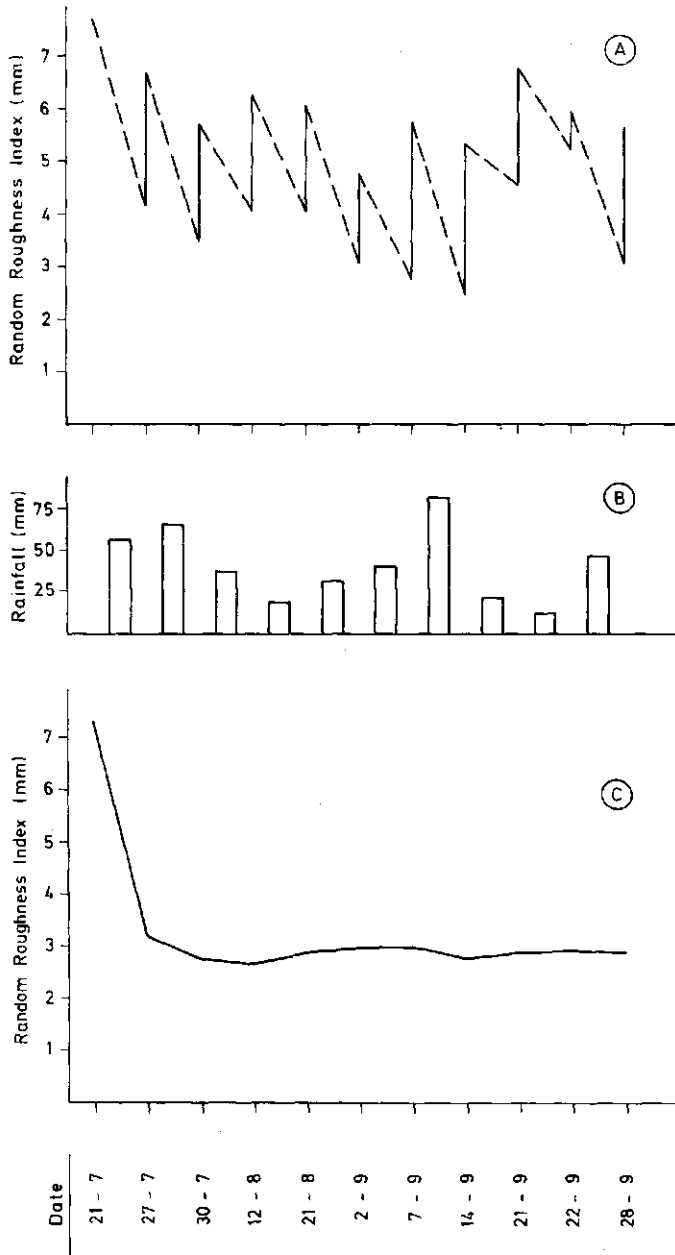 A
Random Roughness Index (mm)
7
6
5
4
3
2
1
B
Rainfall (mm)
75
50
25
C
Random Roughness Index (mm)
7
6
5
4
3
2
1
Date
21 - 7
27 - 7
30 - 7
12 - 8
21 - 8
2 - 9
7 - 9
14 - 9
21 - 9
22 - 9
28 - 9